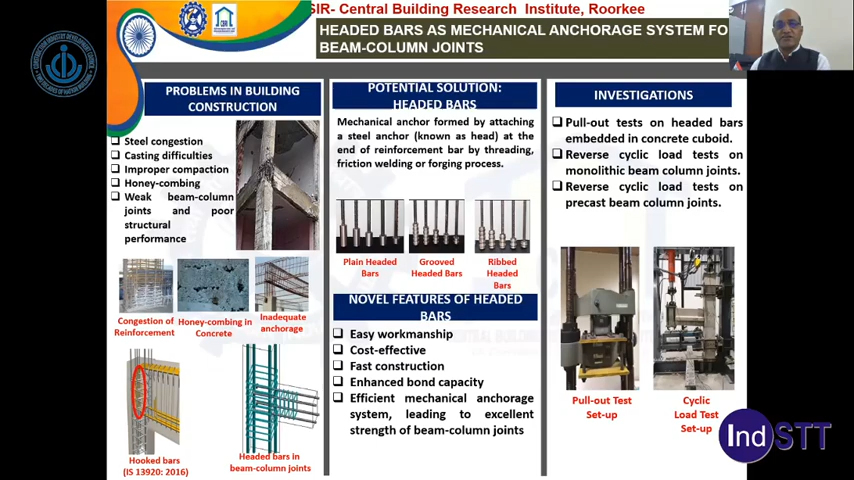 SIR- Central Building Research Institute, Roorkee
HEADED BARS AS MECHANICAL ANCHORAGE SYSTEM FO
BEAM-COLUMN JOINTS
PROBLEMS IN BUILDING
CONSTRUCTION
Steel congestion
Casting difficulties
Improper compaction
Honey-combing
Weak beam-column
joints and poor
structural
performance
Congestion of
Reinforcement
Honey-combing in
Concrete
Inadequate
anchorage
Hooked bars
(IS 13920: 2016)
Headed bars in
beam-column joints
POTENTIAL SOLUTION:
HEADED BARS
Mechanical anchor formed by attaching
a steel anchor (known as head) at the
end of reinforcement bar by threading,
friction welding or forging process.
Plain Headed
Bars
Grooved
Headed Bars
Ribbed
Headed
Bars
NOVEL FEATURES OF HEADED
BARS
Easy workmanship
Cost-effective
Fast construction
Enhanced bond capacity
Efficient mechanical anchorage
system, leading to excellent
strength of beam-column joints
INVESTIGATIONS
Pull-out tests on headed bars
embedded in concrete cuboid.
Reverse cyclic load tests on
monolithic beam column joints.
Reverse cyclic load tests on
precast beam column joints.
Pull-out Test
Set-up
Cyclic
Load Test
Set-up
IndSTT